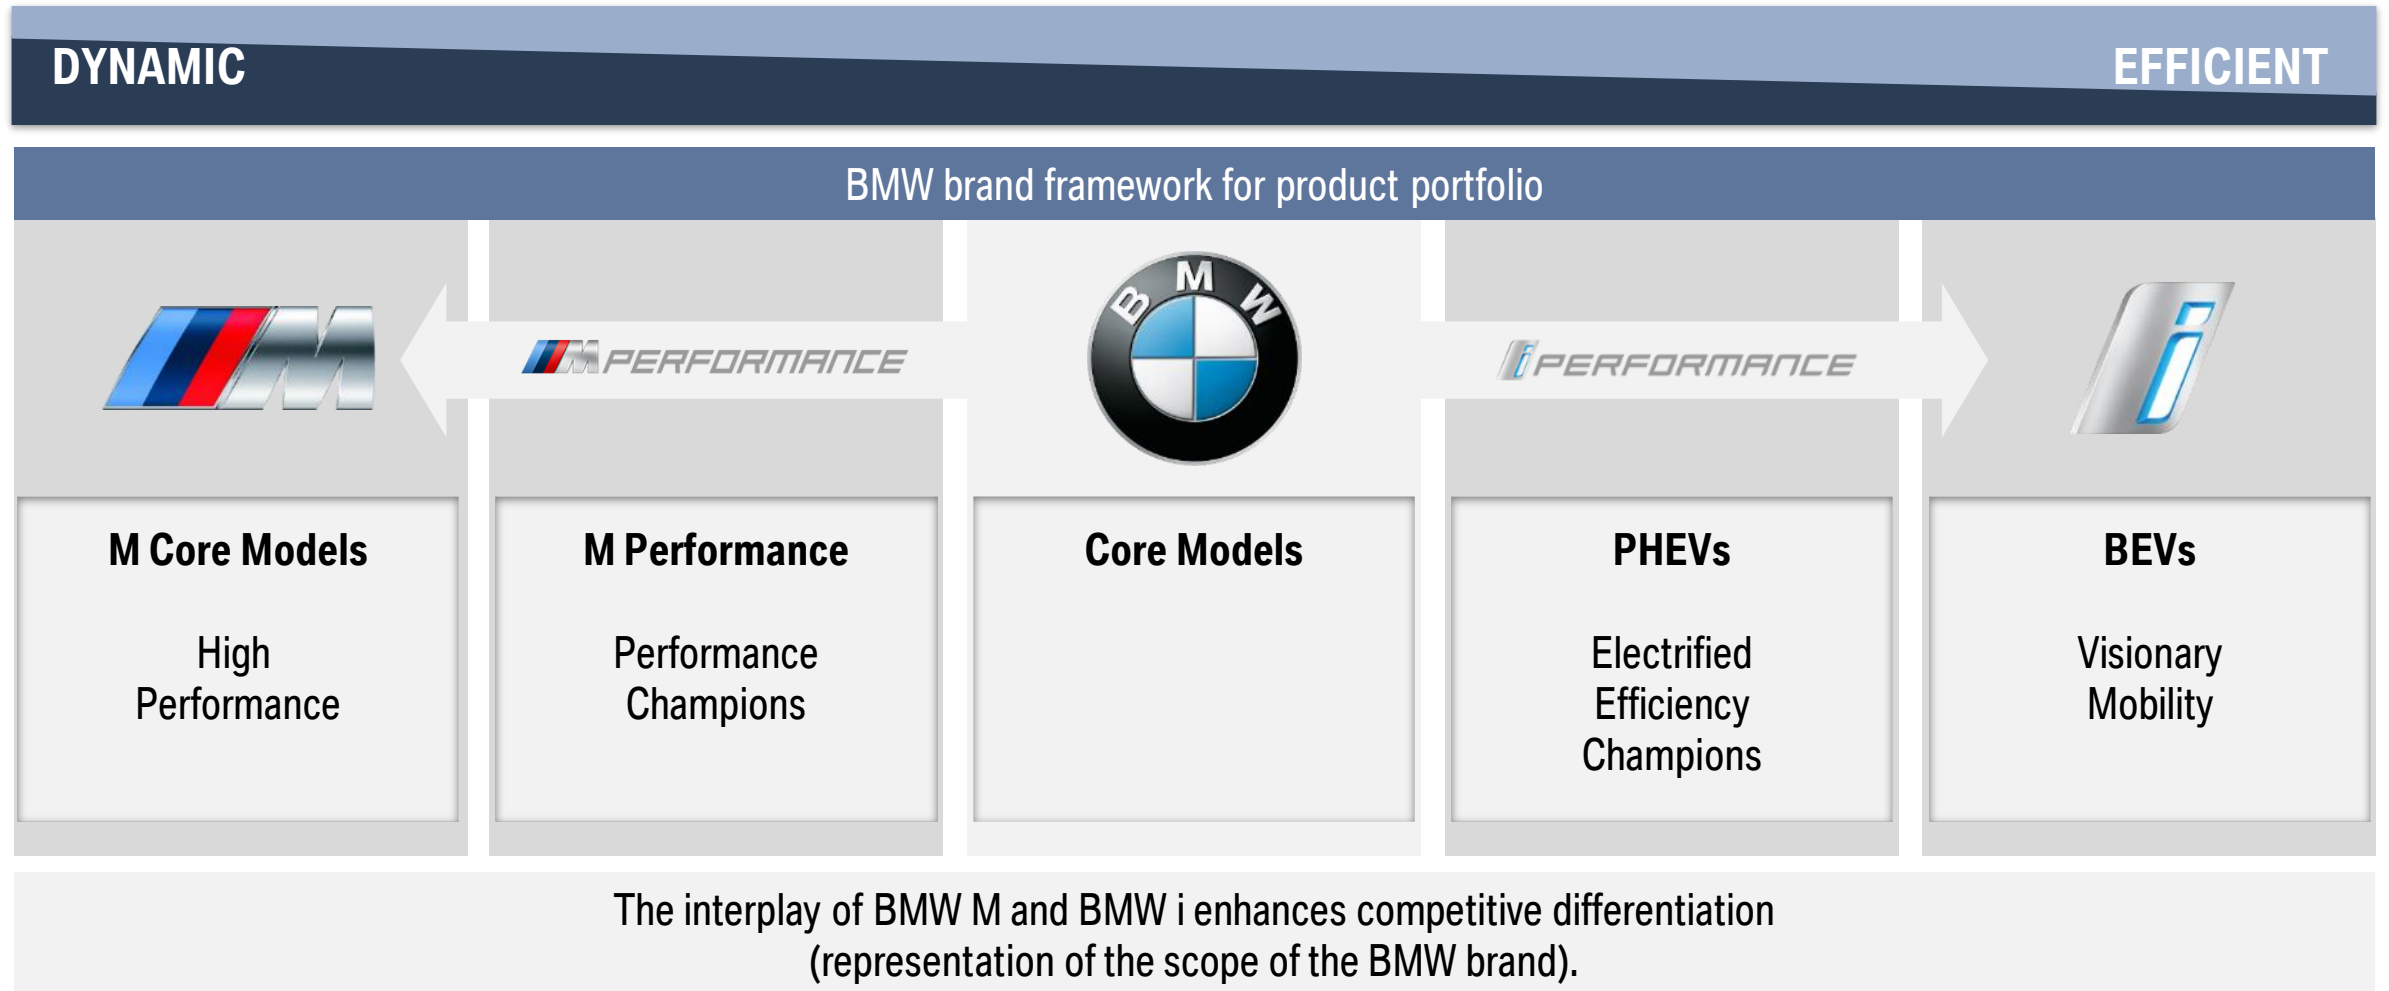 DYNAMIC
EFFICIENT
BMW brand framework for product portfolio
M
M PERFORMANCE
BMW
i PERFORMANCE
i
M Core Models
High
Performance
M Performance
Performance
Champions
Core Models
PHEVs
Electrified
Efficiency
Champions
BEVs
Visionary
Mobility
The interplay of BMW M and BMW i enhances competitive differentiation
(representation of the scope of the BMW brand).